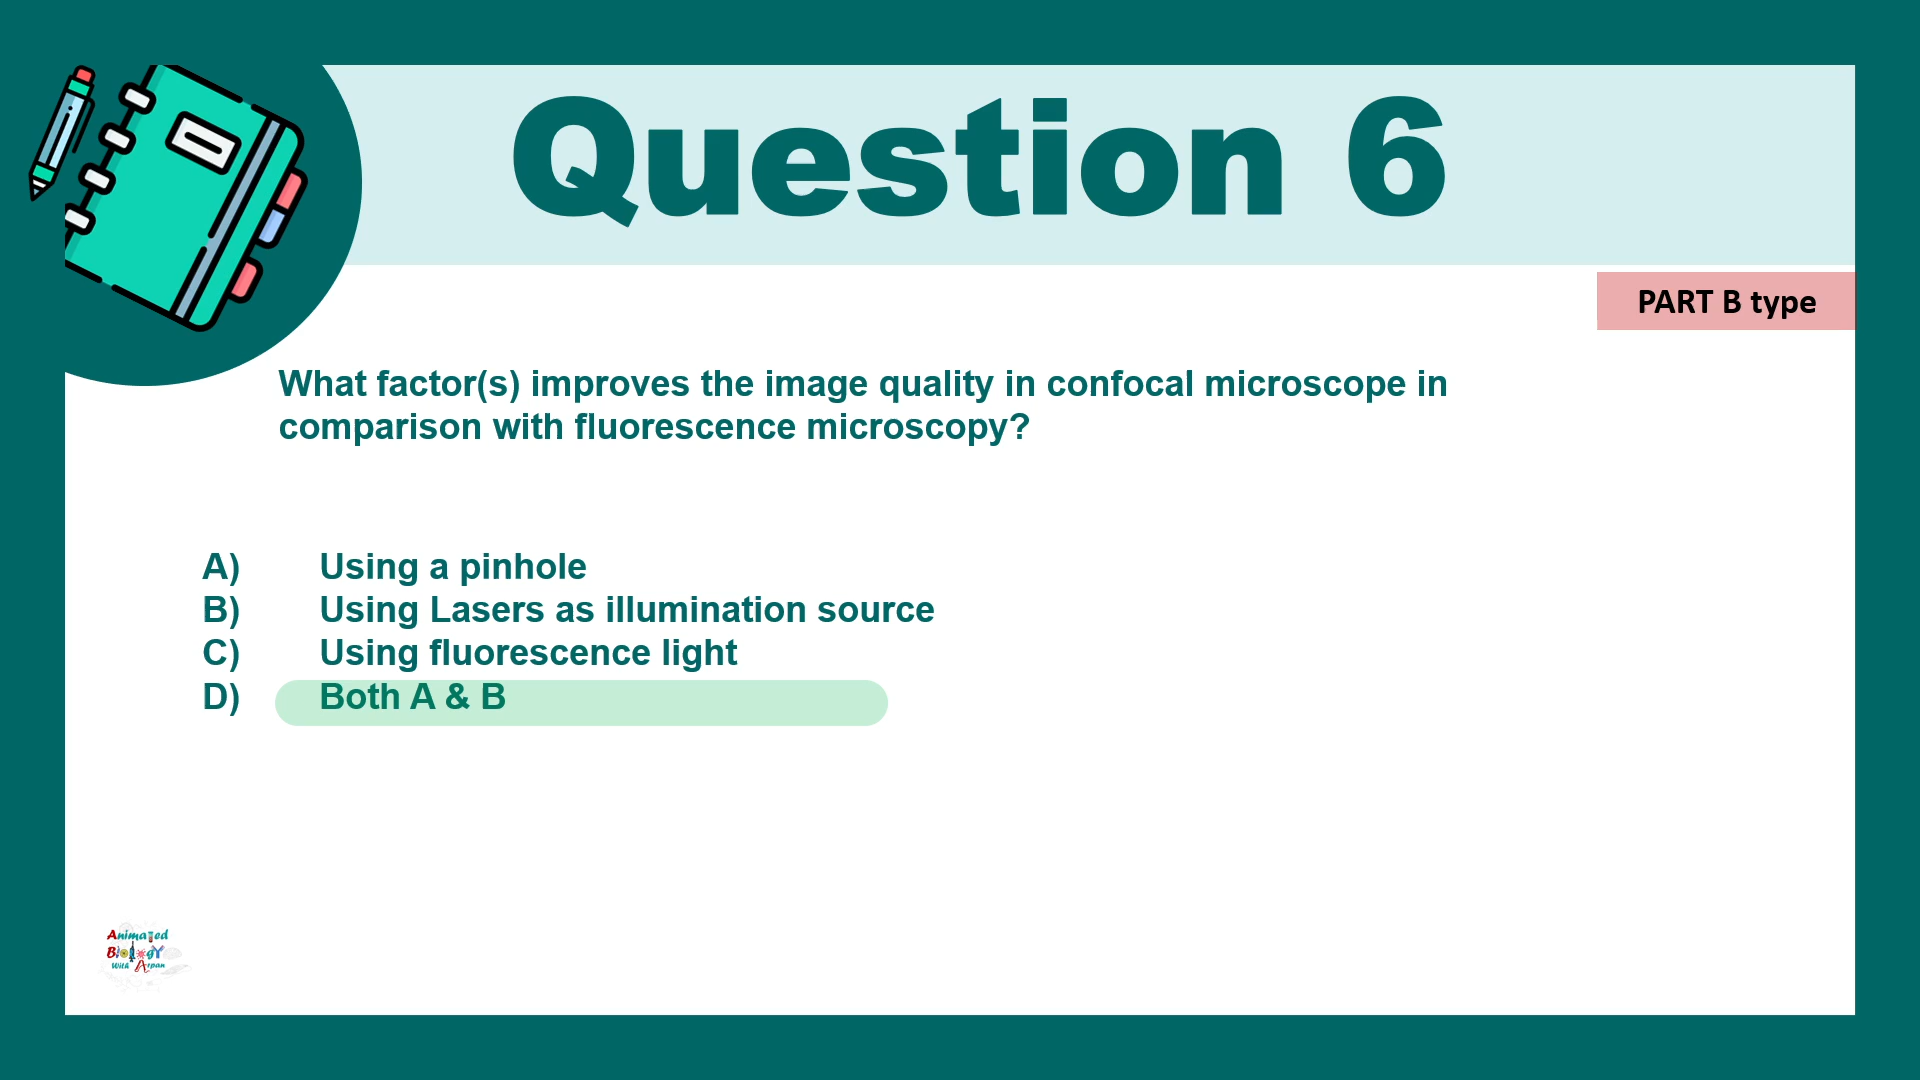 Question 6
PART B type
What factor(s) improves the image quality in confocal microscope in
comparison with fluorescence microscopy?
A) Using a pinhole
B) Using Lasers as illumination source
C) Using fluorescence light
D) Both A & B
Animated
Biology
With Arpan